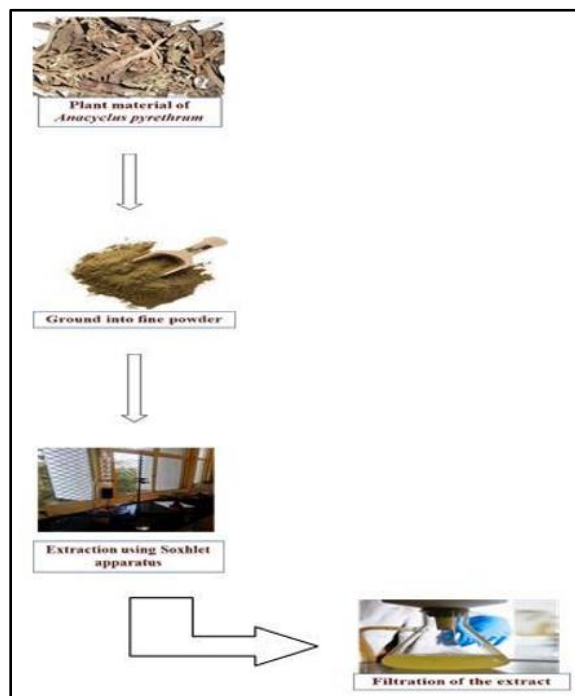 Plant material of
Anacyclus pyrethrum
Ground into fine powder
Extraction using Soxhlet
apparatus
Filtration of the extract